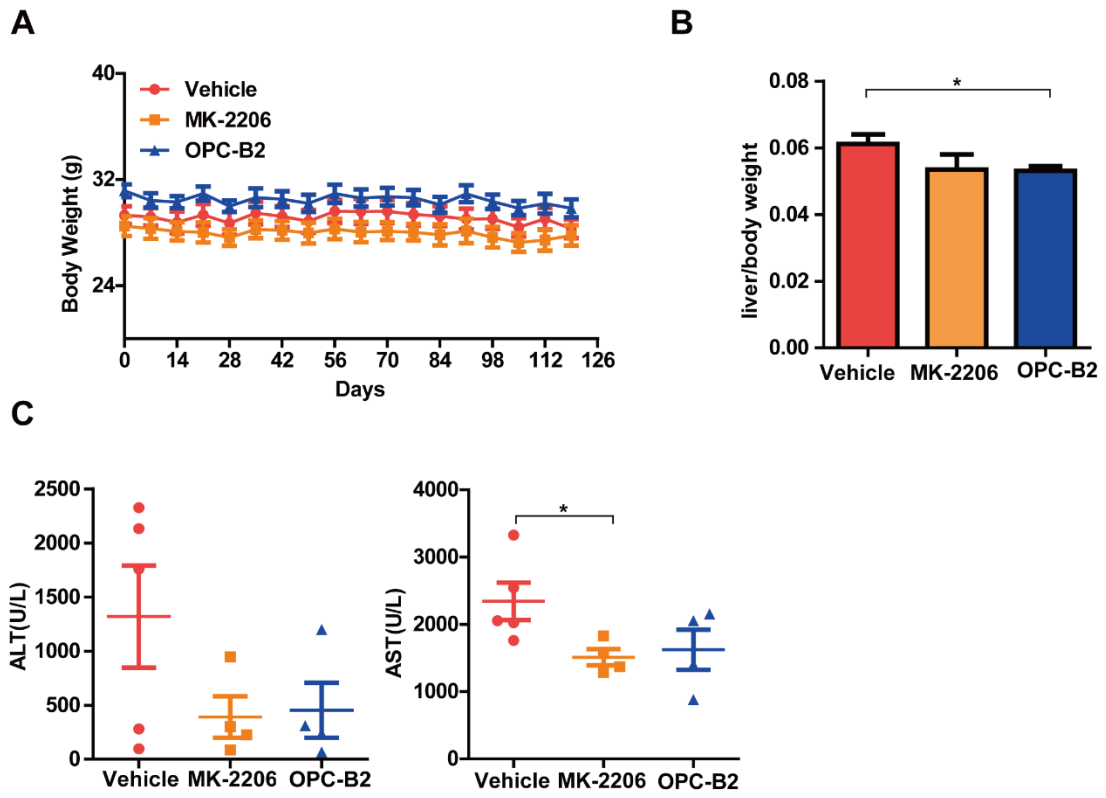 A
Body Weight (g)
40
32
24
Vehicle
MK-2206
OPC-B2
0 14 28 42 56 70 84 98 112 126
Days
B
*
liver/body weight
0.08
0.06
0.04
0.02
0.00
Vehicle MK-2206 OPC-B2
C
ALT(U/L)
2500
2000
1500
1000
500
0
Vehicle MK-2206 OPC-B2
*
AST(U/L)
4000
3000
2000
1000
0
Vehicle MK-2206 OPC-B2